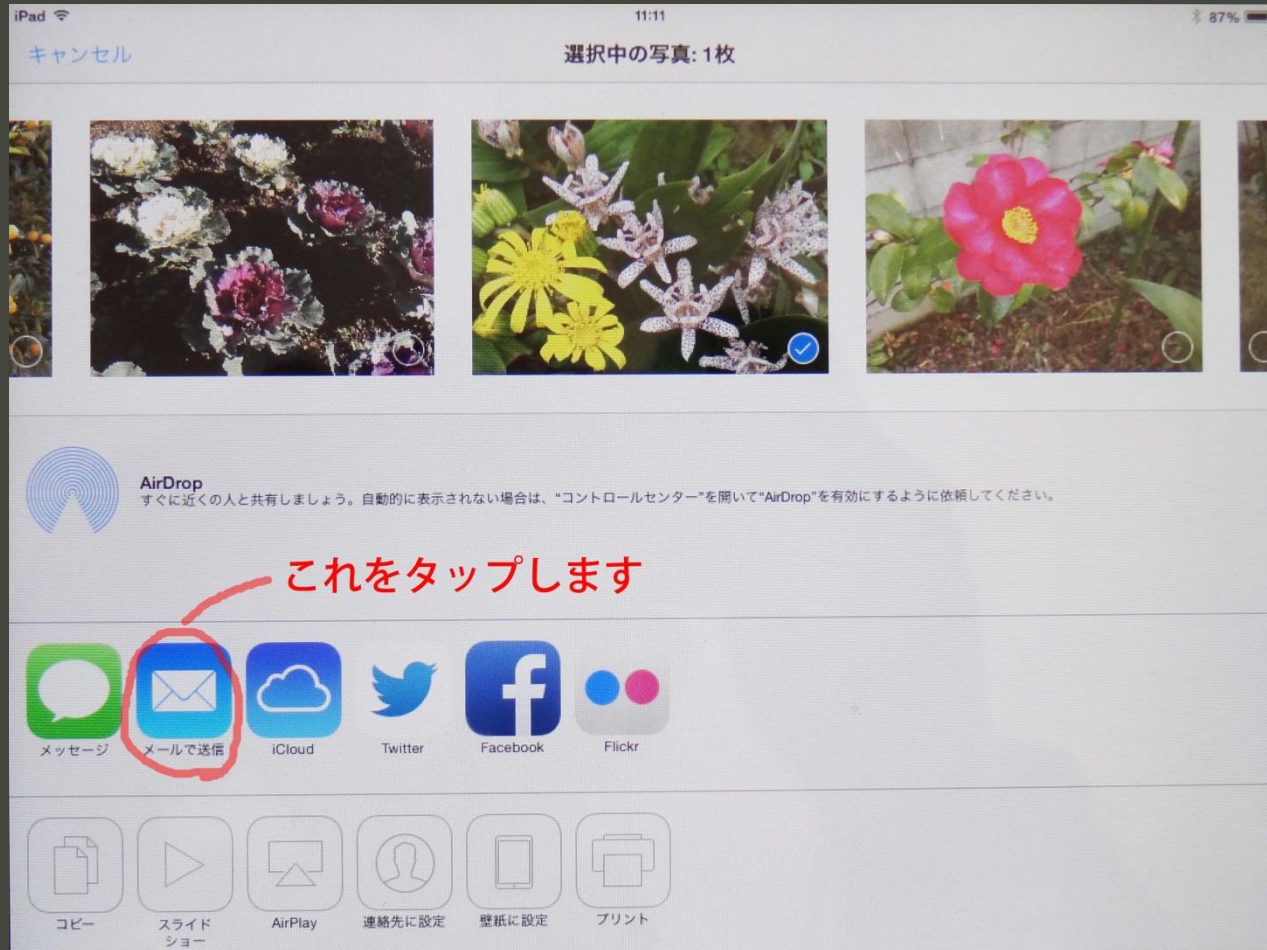 iPad
11:11
87%
キャンセル
選択中の写真: 1枚
AirDrop
すぐに近くの人と共有しましょう。自動的に表示されない場合は、“コントロールセンター”を開いて“AirDrop”を有効にするように依頼してください。
これをタップします
メッセージ
メールで送信
iCloud
Twitter
Facebook
Flickr
コピー
スライド
ショー
AirPlay
連絡先に設定
壁紙に設定
プリント